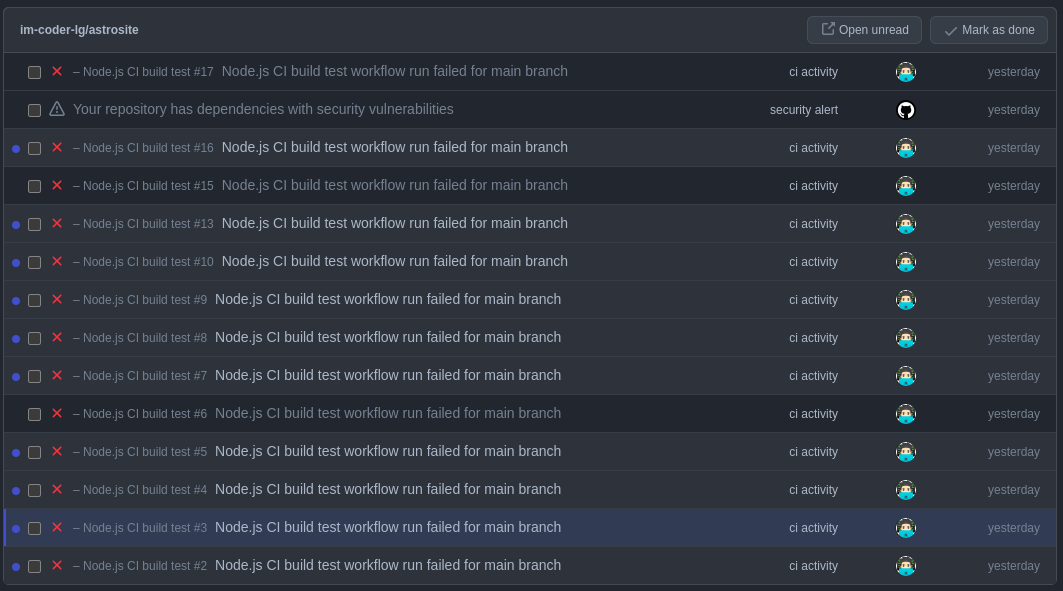 im-coder-lg/astrosite Open unread Mark as done
– Node.js CI build test #17 Node.js CI build test workflow run failed for main branch ci activity yesterday
Your repository has dependencies with security vulnerabilities security alert yesterday
– Node.js CI build test #16 Node.js CI build test workflow run failed for main branch ci activity yesterday
– Node.js CI build test #15 Node.js CI build test workflow run failed for main branch ci activity yesterday
– Node.js CI build test #13 Node.js CI build test workflow run failed for main branch ci activity yesterday
– Node.js CI build test #10 Node.js CI build test workflow run failed for main branch ci activity yesterday
– Node.js CI build test #9 Node.js CI build test workflow run failed for main branch ci activity yesterday
– Node.js CI build test #8 Node.js CI build test workflow run failed for main branch ci activity yesterday
– Node.js CI build test #7 Node.js CI build test workflow run failed for main branch ci activity yesterday
– Node.js CI build test #6 Node.js CI build test workflow run failed for main branch ci activity yesterday
– Node.js CI build test #5 Node.js CI build test workflow run failed for main branch ci activity yesterday
– Node.js CI build test #4 Node.js CI build test workflow run failed for main branch ci activity yesterday
– Node.js CI build test #3 Node.js CI build test workflow run failed for main branch ci activity yesterday
– Node.js CI build test #2 Node.js CI build test workflow run failed for main branch ci activity yesterday